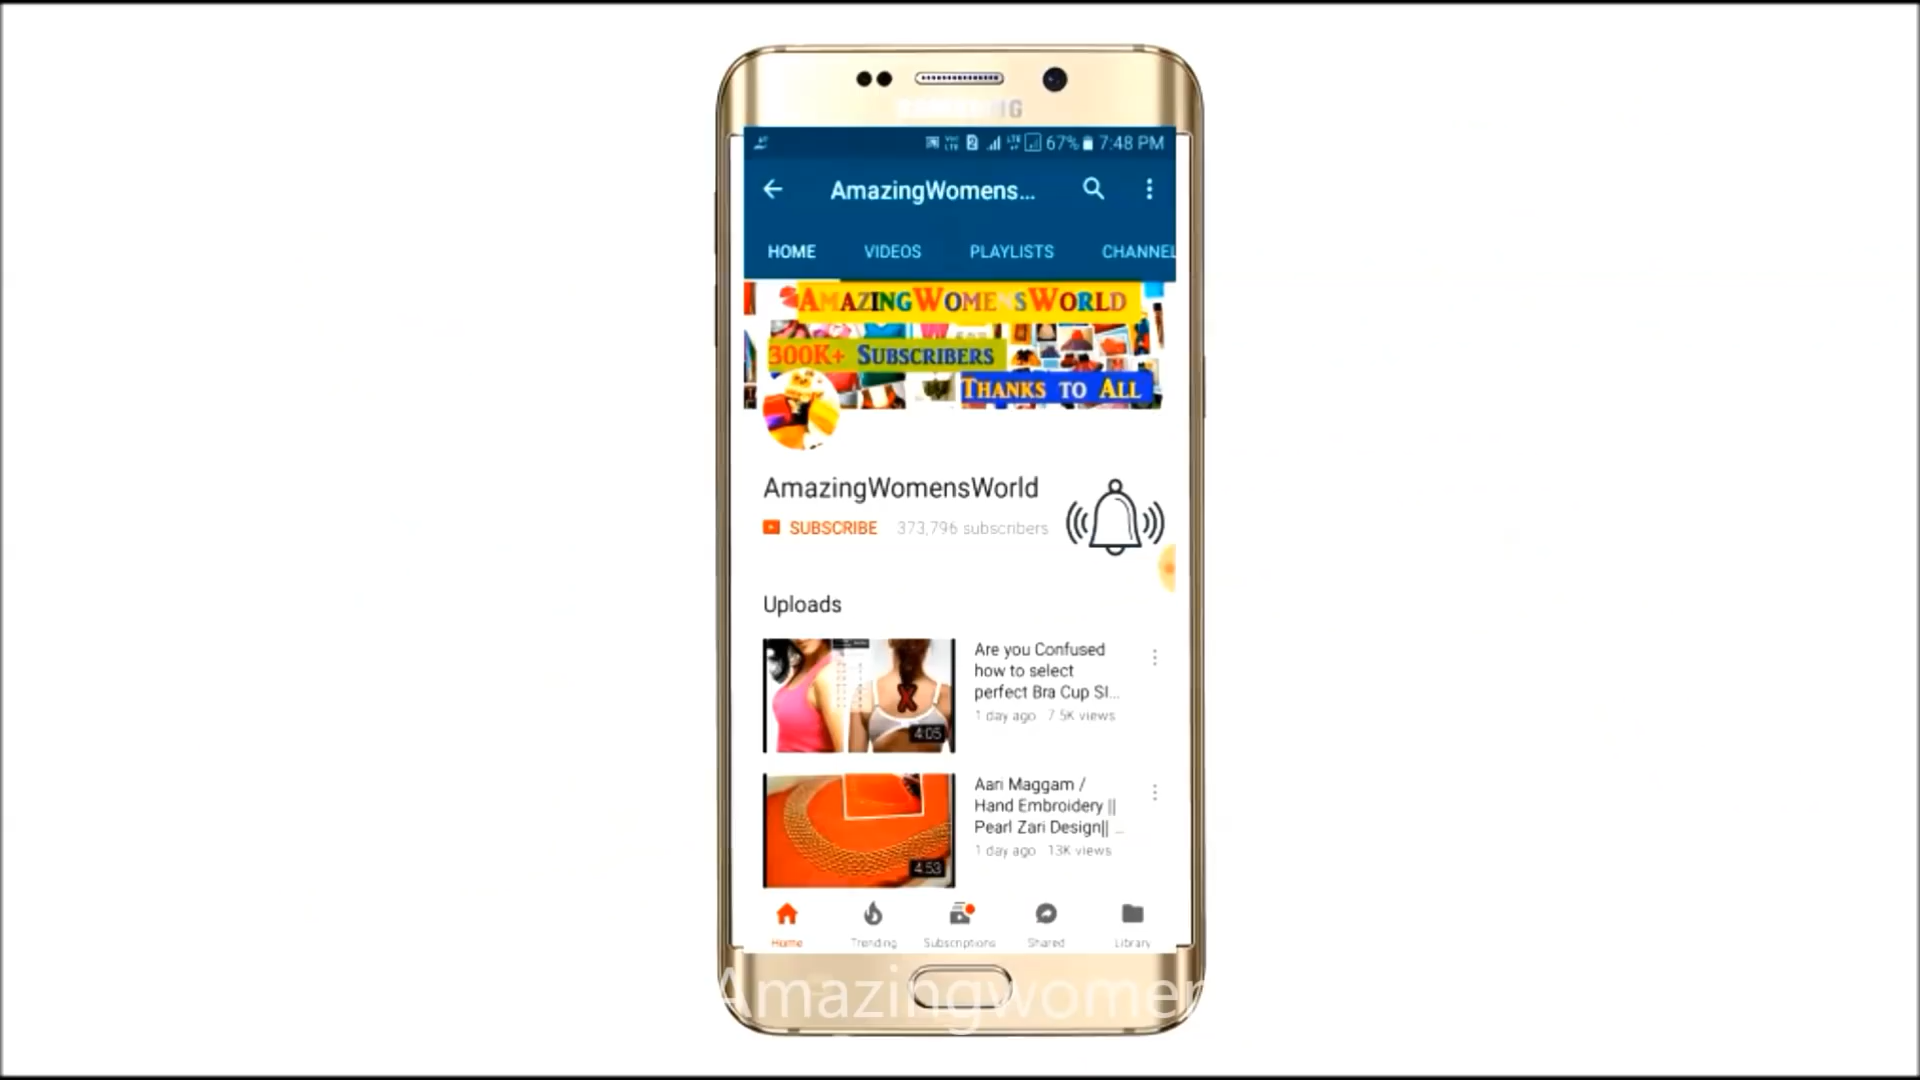 SAMSUNG
67% 7:48 PM
AmazingWomens...
HOME VIDEOS PLAYLISTS CHANNEL
AMAZINGWOMENSWORLD
300K+ SUBSCRIBERS
THANKS TO ALL
AmazingWomensWorld
SUBSCRIBE 373,796 subscribers
Uploads
Are you Confused
how to select
perfect Bra Cup SI...
1 day ago 7.5K views
4:05
Aari Maggam /
Hand Embroidery ||
Pearl Zari Design|| ...
1 day ago 13K views
4:53
Home Trending Subscriptions Shared Library
Amazingwomen